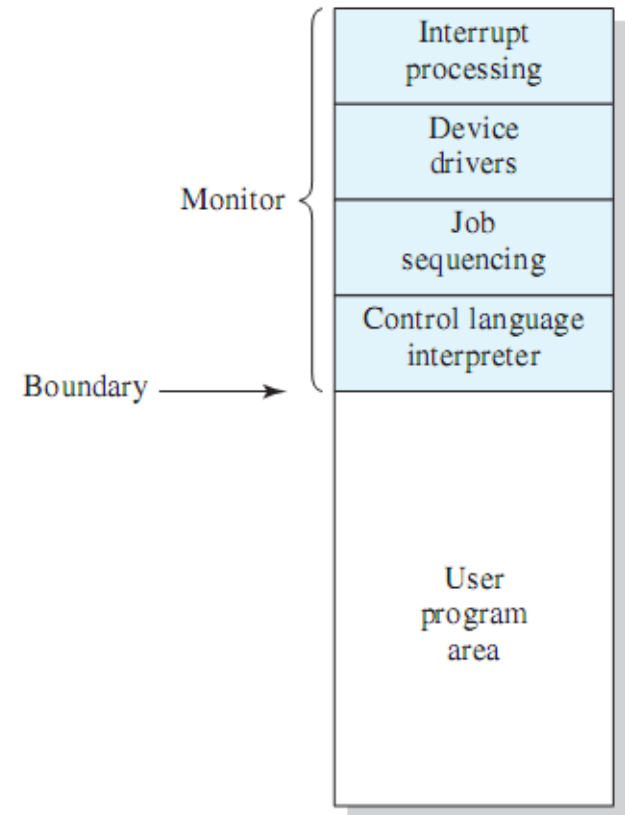 Interrupt
processing
Device
drivers
Monitor
Job
sequencing
Control language
interpreter
Boundary
User
program
area